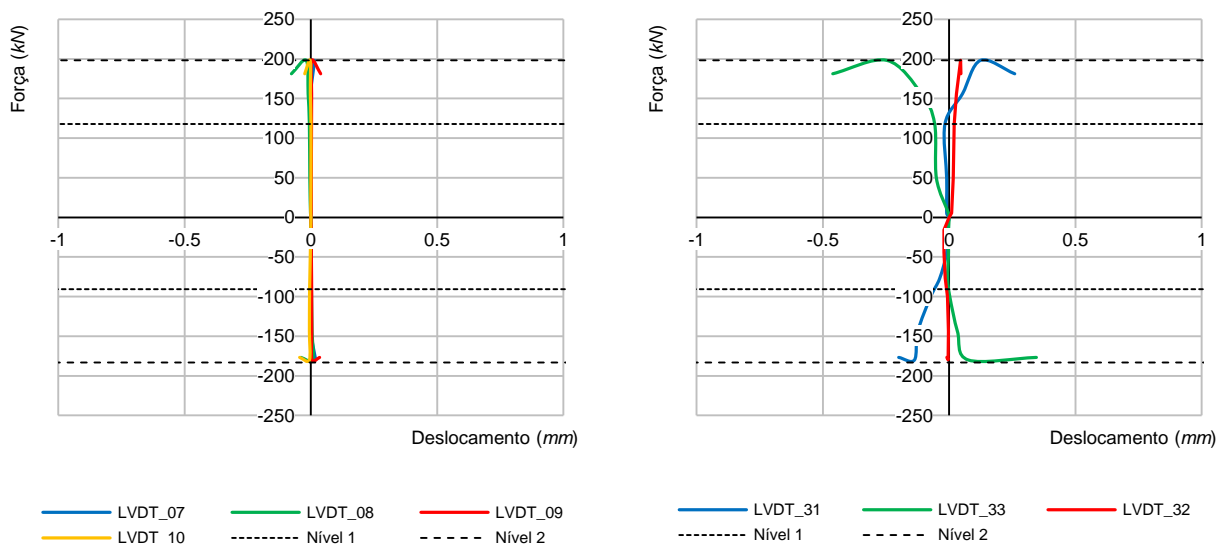 Força (kN)
250
200
150
100
50
0
-50
-100
-150
-200
-250
-1
-0.5
0
0.5
1
Deslocamento (mm)
LVDT_07
LVDT_08
LVDT_09
LVDT_10
Nível 1
Nível 2
Força (kN)
250
200
150
100
50
0
-50
-100
-150
-200
-250
-1
-0.5
0
0.5
1
Deslocamento (mm)
LVDT_31
LVDT_33
LVDT_32
Nível 1
Nível 2